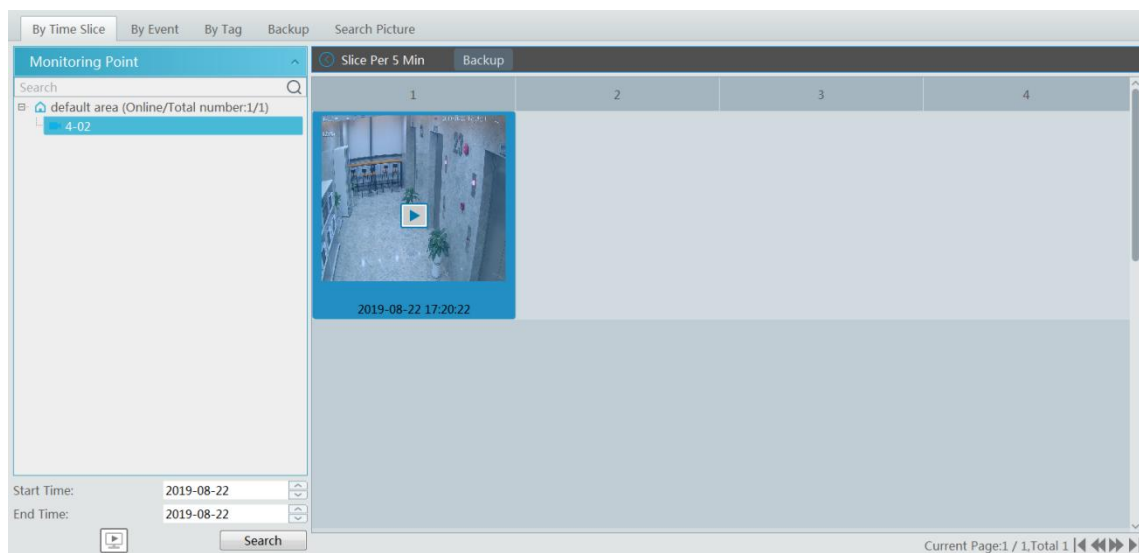 By Time Slice By Event By Tag Backup Search Picture
Monitoring Point
Search
default area (Online/Total number:1/1)
4-02
Start Time: 2019-08-22
End Time: 2019-08-22
Search
Slice Per 5 Min Backup
1 2 3 4
23
2019-08-22 17:20:22
Current Page:1 / 1,Total 1